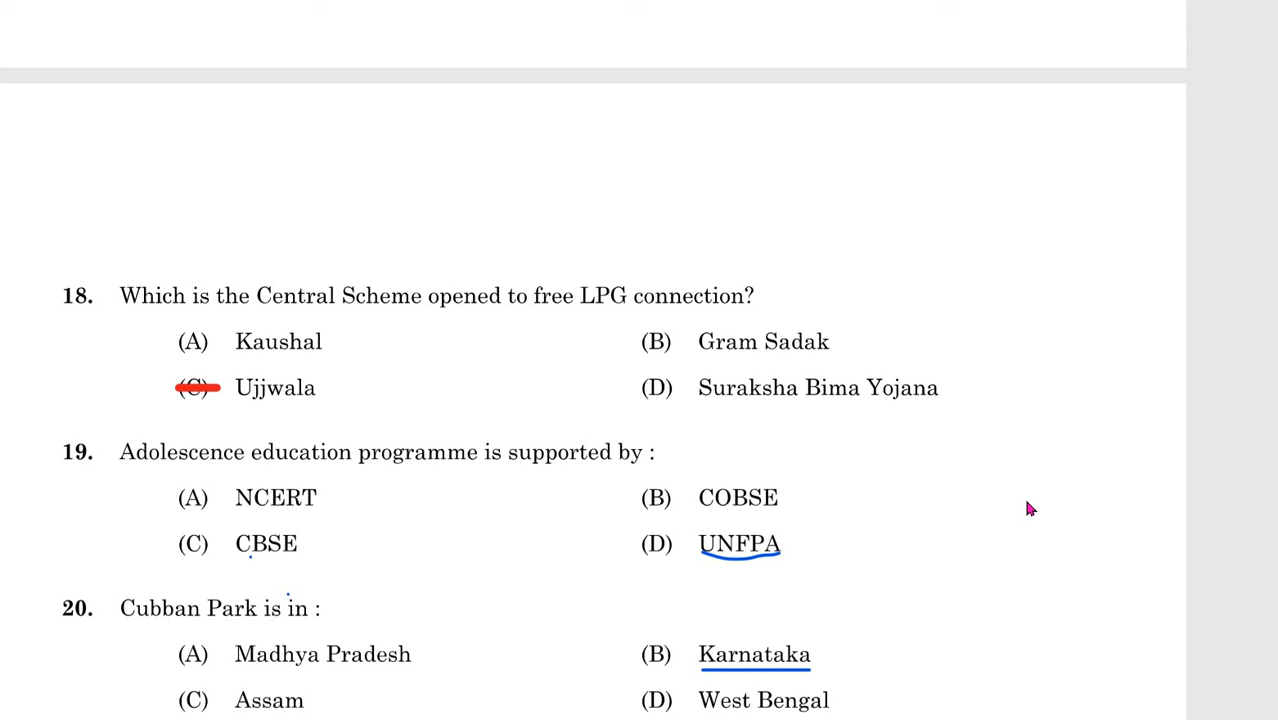 18. Which is the Central Scheme opened to free LPG connection?
(A) Kaushal (B) Gram Sadak
(C) Ujjwala (D) Suraksha Bima Yojana
19. Adolescence education programme is supported by :
(A) NCERT (B) COBSE
(C) CBSE (D) UNFPA
20. Cubban Park is in :
(A) Madhya Pradesh (B) Karnataka
(C) Assam (D) West Bengal